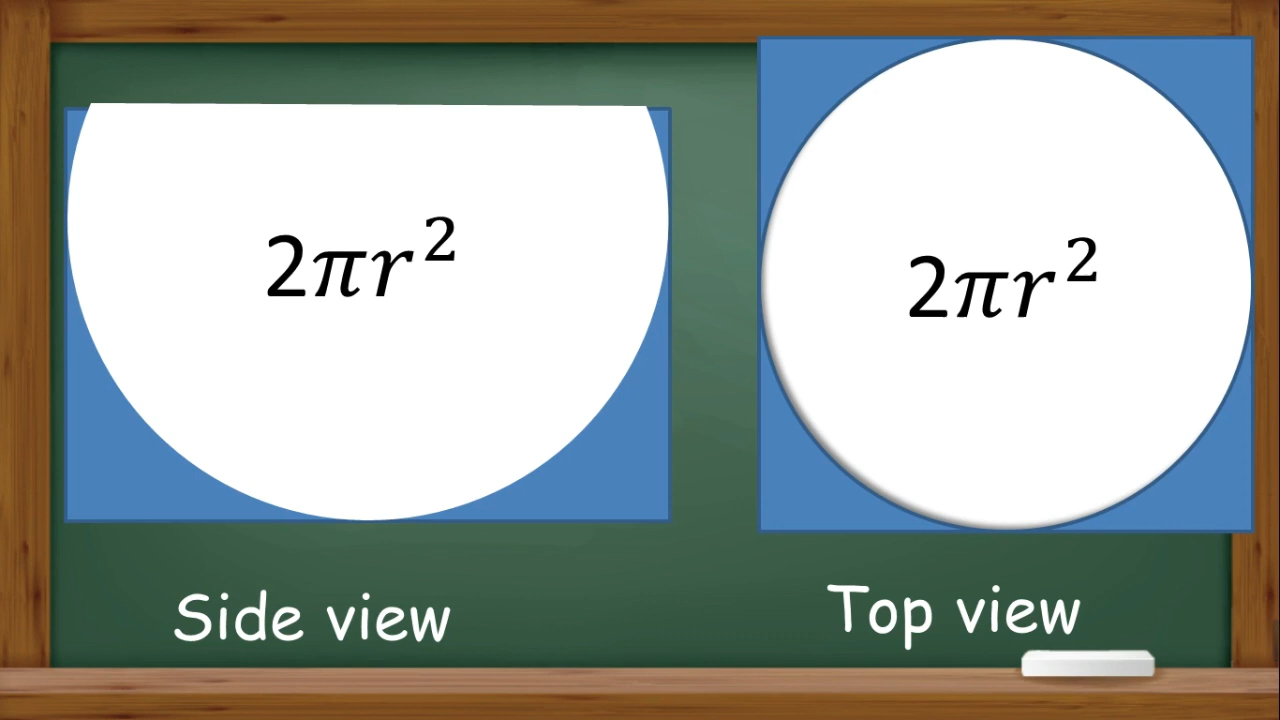 2𝜋𝑟²
2𝜋𝑟²
Side view
Top view